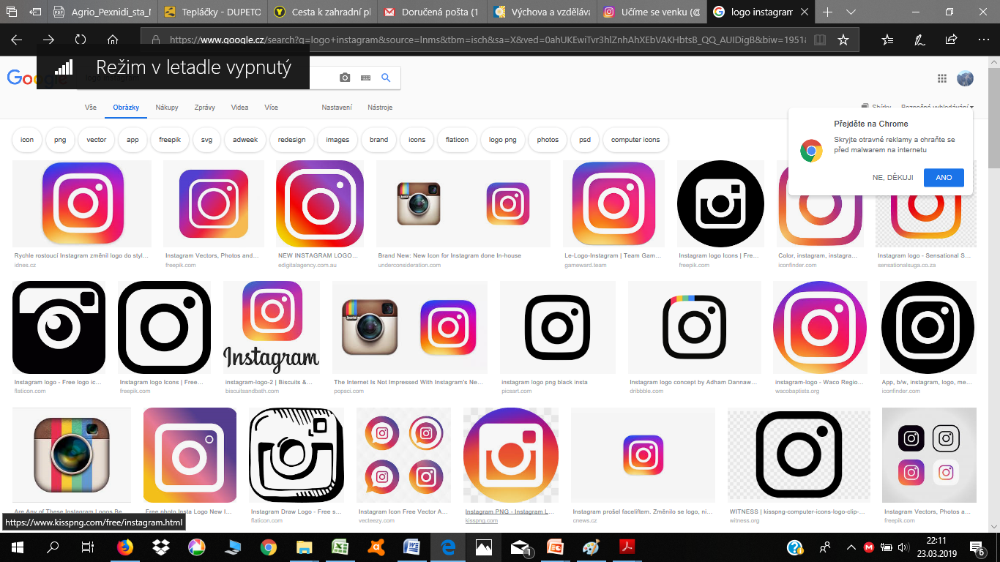 Agrio_Pexnidi_sta_
Tepláčky - DUPETO
Cesta k zahradní pl
Doručená pošta (1
Výchova a vzděláva
Učíme se venku (@
logo instagram
https://www.google.cz/search?q=logo+instagram&source=lnms&tbm=isch&sa=X&ved=0ahUKEwiTvr3hlZnhAhXEbVAKHbtsB_QQ_AUIDigB&biw=1951&
Režim v letadle vypnutý
Vše Obrázky Nákupy Zprávy Videa Více Nastavení Nástroje
Sbírky Bezpečné vyhledávání
Přejděte na Chrome
Skryjte otravné reklamy a chraňte se
před malwarem na internetu
NE, DĚKUJI ANO
icon png vector app freepik svg adweek redesign images brand icons flaticon logo png photos psd computer icons
Rychle rostoucí Instagram změnil logo do styl...
idnes.cz
Instagram Vectors, Photos and...
freepik.com
NEW INSTAGRAM LOGO...
edigitalagency.com.au
Brand New: New Icon for Instagram done In-house
underconsideration.com
Le-Logo-Instagram | Team Gam...
gameward.team
Instagram logo Icons | Fre...
freepik.com
Color, instagram, instagra...
iconfinder.com
Instagram logo - Sensational S...
sensationalsuga.co.za
Instagram
Instagram logo - Free logo ic...
flaticon.com
Instagram logo Icons | Free...
freepik.com
instagram-logo-2 | Biscuits &...
biscuitsandbath.com
The Internet Is Not Impressed With Instagram's Ne...
popsci.com
instagram logo png black insta
picsart.com
Instagram logo concept by Adham Dannaw...
dribbble.com
instagram-logo - Waco Regio...
wacobaptists.org
App, b/w, instagram, logo, me...
iconfinder.com
Are Any of These Instagram Logos Be...
Free photo Insta Logo New I...
Instagram Draw Logo - Free s...
flaticon.com
Instagram Icon Free Vector A...
vecteezy.com
Instagram PNG - Instagram L...
kisspng.com
Instagram prošel faceliftem. Změnilo se logo, ni...
cnews.cz
WITNESS | kisspng-computer-icons-logo-clip-...
witness.org
Instagram Vectors, Photos a...
freepik.com
https://www.kisspng.com/free/instagram.html
22:11
23.03.2019
1
6